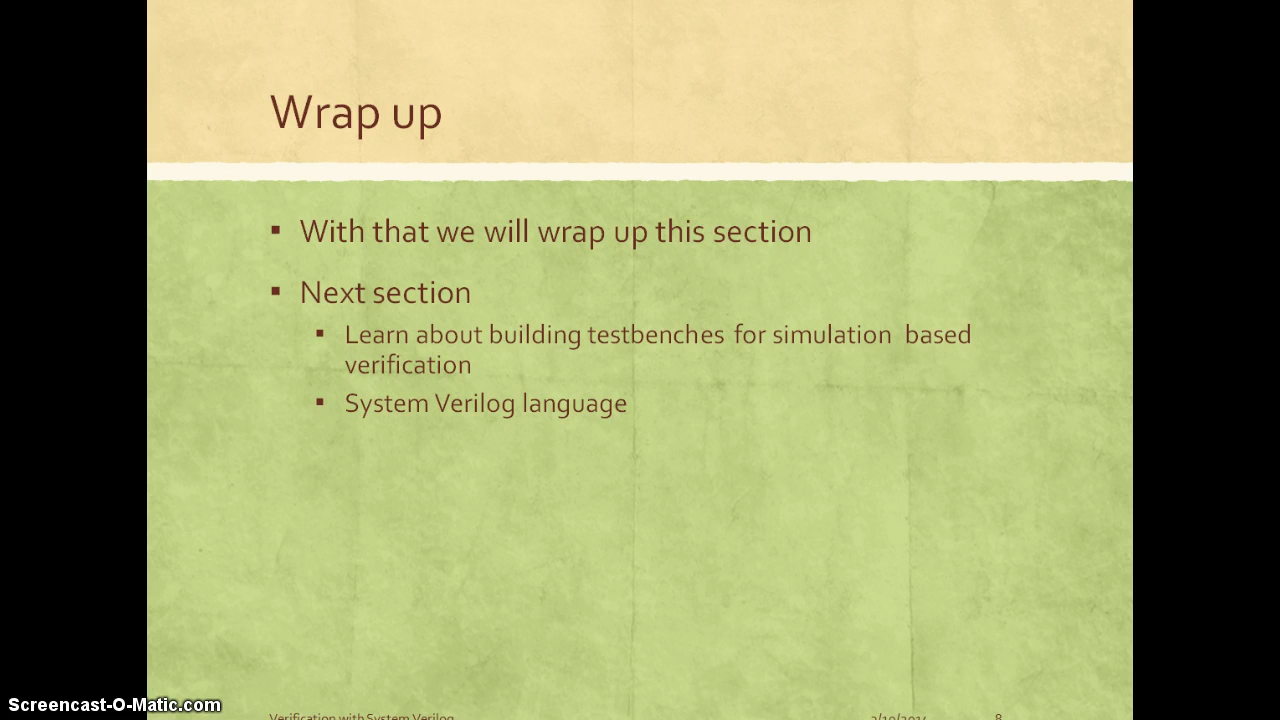 Wrap up
▪ With that we will wrap up this section
▪ Next section
▪ Learn about building testbenches for simulation based
verification
▪ System Verilog language
Verification with System Verilog
8
Screencast-O-Matic.com